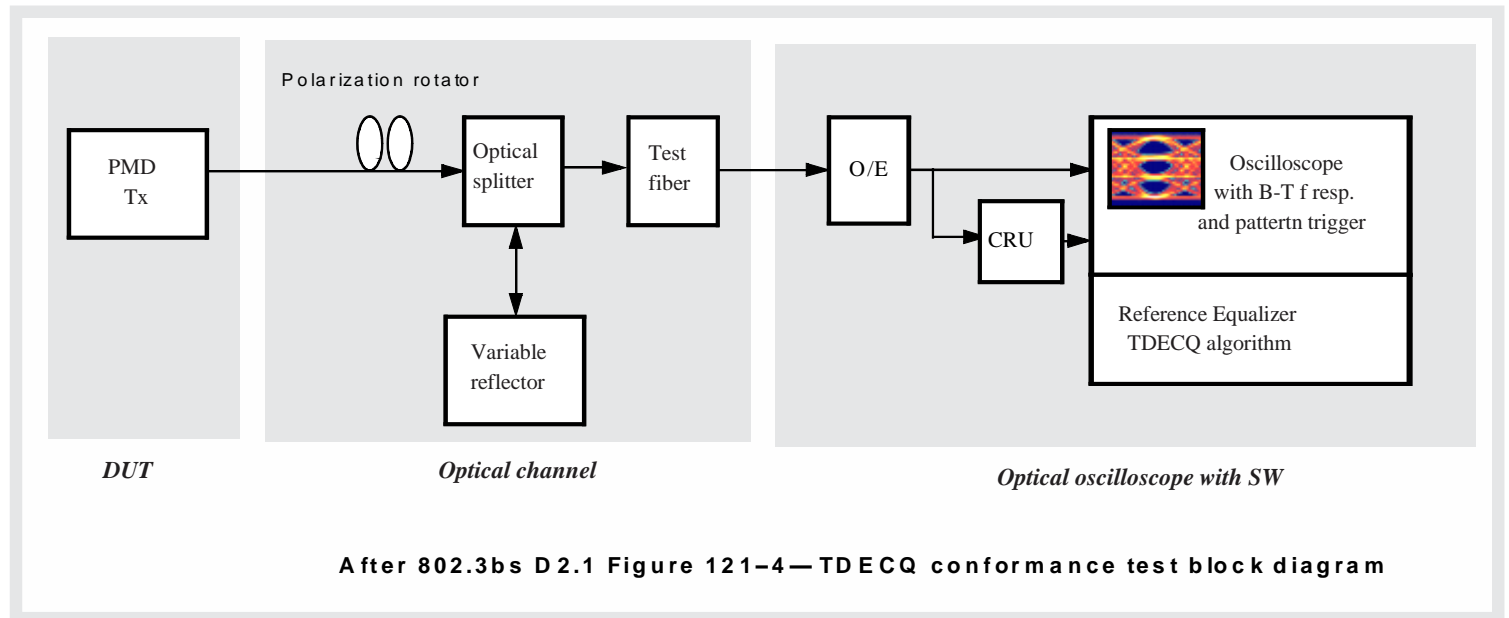 Polarization rotator
PMD
Tx
Optical
splitter
Test
fiber
Variable
reflector
O/E
CRU
Oscilloscope
with B-T f resp.
and pattertn trigger
Reference Equalizer
TDECQ algorithm
DUT
Optical channel
Optical oscilloscope with SW
After 802.3bs D2.1 Figure 121–4—TDECQ conformance test block diagram